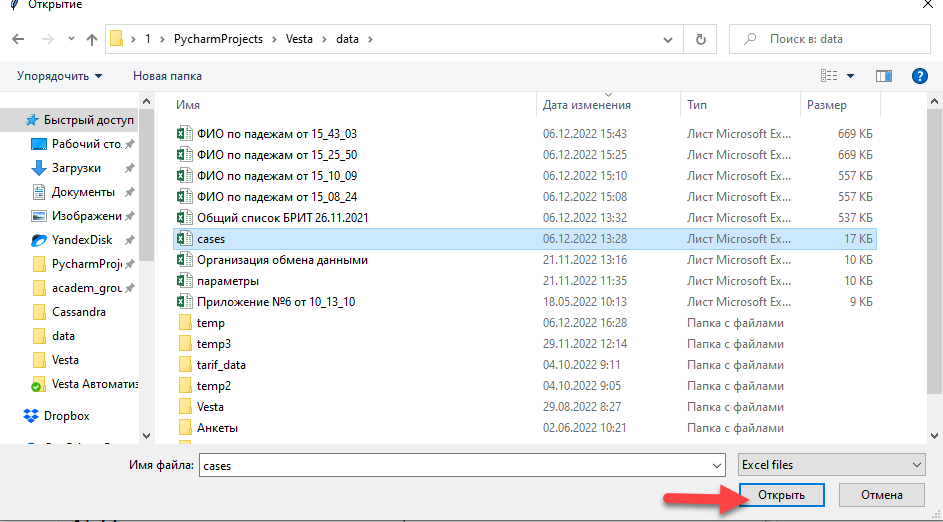 Открытие
1 PycharmProjects Vesta data
Поиск в: data
Упорядочить Новая папка
Имя Дата изменения Тип Размер
Быстрый доступ
Рабочий сто.
Загрузки
Документы
Изображени
YandexDisk
PycharmProj
academ_grou
Cassandra
data
Vesta
Vesta Автоматиз
Dropbox
ФИО по падежам от 15_43_03 06.12.2022 15:43 Лист Microsoft Ex... 669 КБ
ФИО по падежам от 15_25_50 06.12.2022 15:25 Лист Microsoft Ex... 669 КБ
ФИО по падежам от 15_10_09 06.12.2022 15:10 Лист Microsoft Ex... 557 КБ
ФИО по падежам от 15_08_24 06.12.2022 15:08 Лист Microsoft Ex... 557 КБ
Общий список БРИТ 26.11.2021 06.12.2022 13:32 Лист Microsoft Ex... 537 КБ
cases 06.12.2022 13:28 Лист Microsoft Ex... 17 КБ
Организация обмена данными 21.11.2022 13:16 Лист Microsoft Ex... 10 КБ
параметры 21.11.2022 11:35 Лист Microsoft Ex... 10 КБ
Приложение №6 от 10_13_10 18.05.2022 10:13 Лист Microsoft Ex... 9 КБ
temp 06.12.2022 16:28 Папка с файлами
temp3 29.11.2022 12:14 Папка с файлами
tarif_data 04.10.2022 9:11 Папка с файлами
temp2 04.10.2022 9:05 Папка с файлами
Vesta 29.08.2022 8:27 Папка с файлами
Анкеты 02.06.2022 10:21 Папка с файлами
Имя файла: cases Excel files
Открыть Отмена